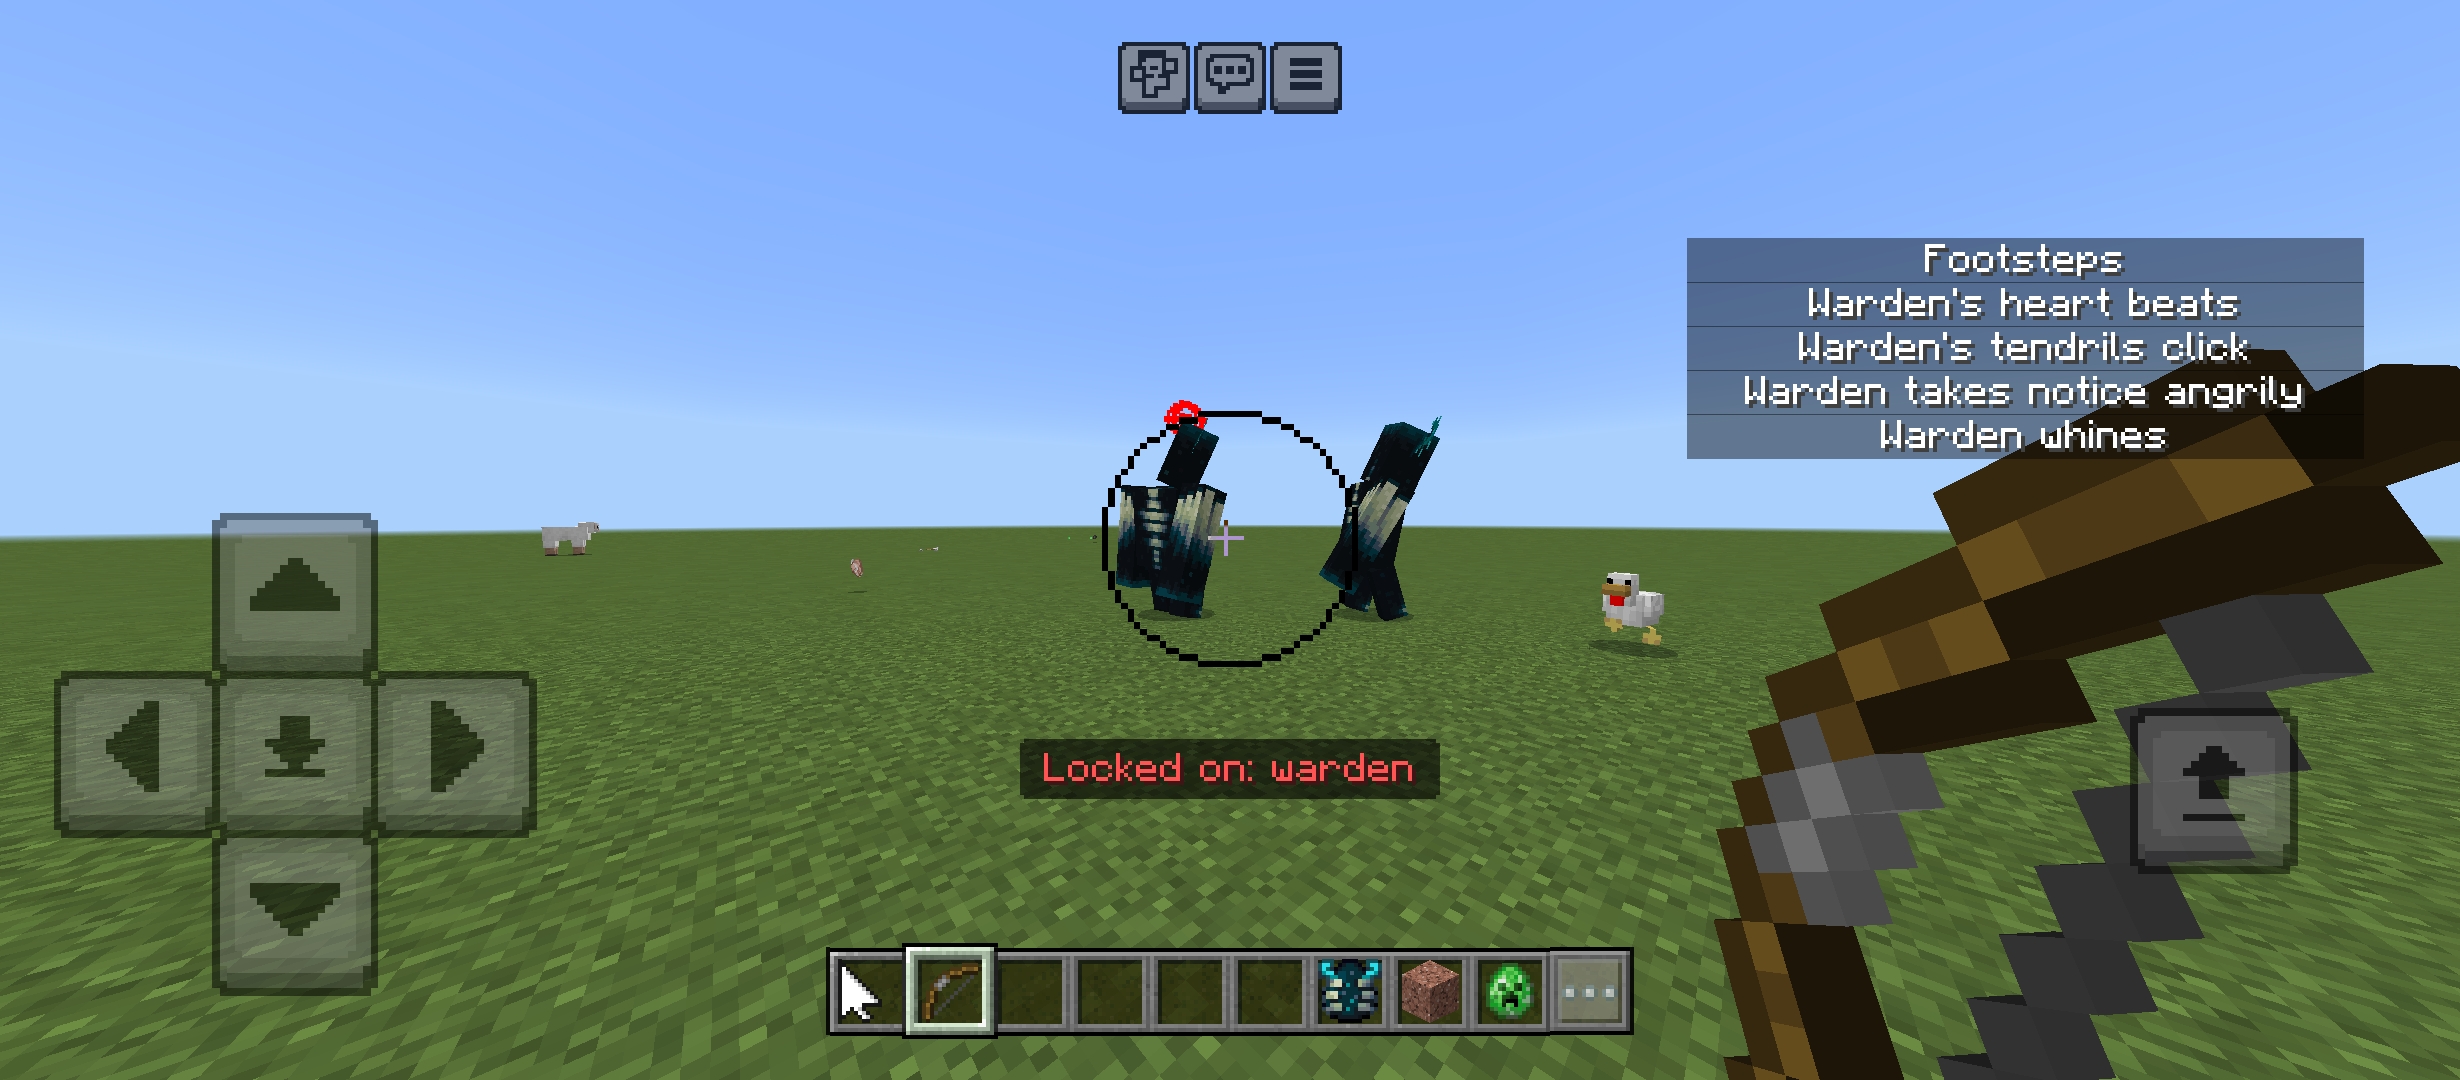 Footsteps
Warden's heart beats
Warden's tendrils click
Warden takes notice angrily
Warden whines
Locked on: warden